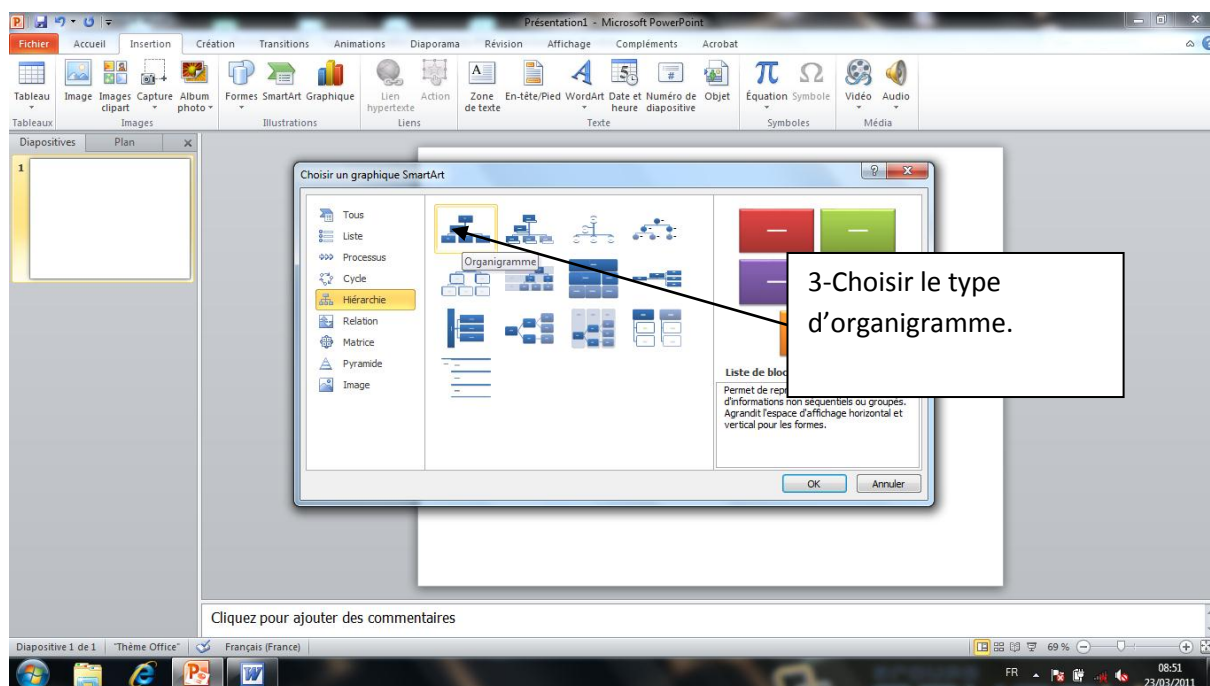 Présentation1 - Microsoft PowerPoint
Fichier Accueil Insertion Création Transitions Animations Diaporama Révision Affichage Compléments Acrobat
Tableau Image Images clipart Capture Album photo Formes SmartArt Graphique Lien hypertexte Action Zone de texte En-tête/Pied WordArt Date et heure Numéro de diapositive Objet Équation Symbole Vidéo Audio
Tableaux Images Illustrations Liens Texte Symboles Média
Diapositives Plan
1
Choisir un graphique SmartArt
Tous
Liste
Processus
Cycle
Hiérarchie
Relation
Matrice
Pyramide
Image
Organigramme
3-Choisir le type
d’organigramme.
Liste de bloc
Permet de rep
d'informations non séquentiels ou groupés.
Agrandit l'espace d'affichage horizontal et
vertical pour les formes.
OK Annuler
Cliquez pour ajouter des commentaires
Diapositive 1 de 1 "Thème Office" Français (France) 69 %
FR 08:51
23/03/2011